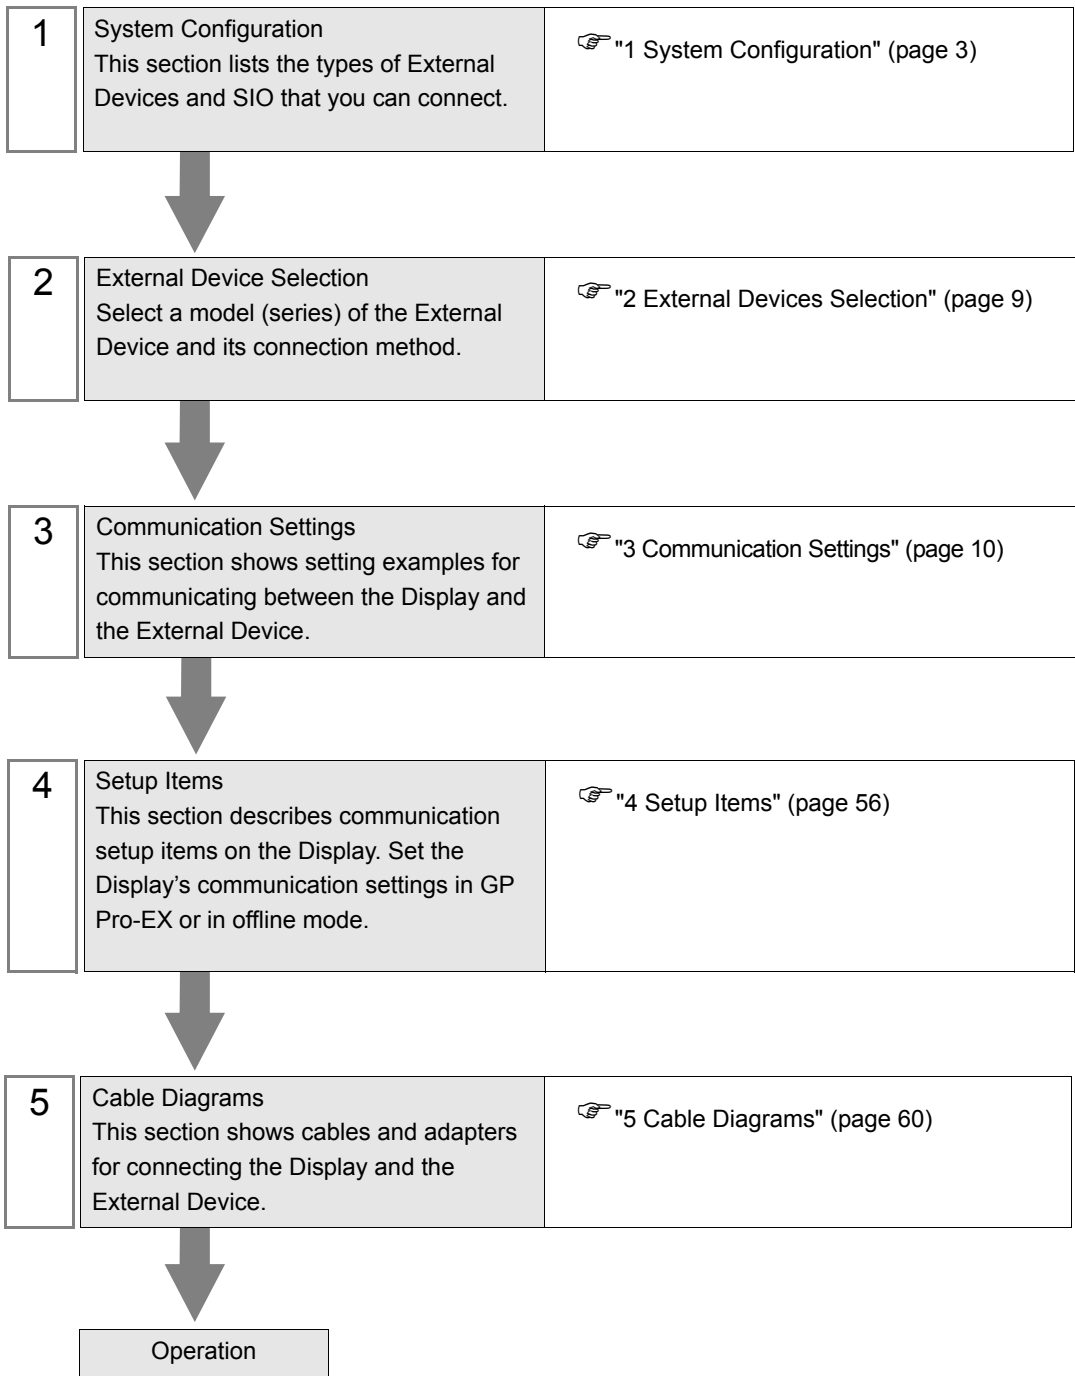 1
System Configuration
This section lists the types of External
Devices and SIO that you can connect.
"1 System Configuration" (page 3)
2
External Device Selection
Select a model (series) of the External
Device and its connection method.
"2 External Devices Selection" (page 9)
3
Communication Settings
This section shows setting examples for
communicating between the Display and
the External Device.
"3 Communication Settings" (page 10)
4
Setup Items
This section describes communication
setup items on the Display. Set the
Display’s communication settings in GP
Pro-EX or in offline mode.
"4 Setup Items" (page 56)
5
Cable Diagrams
This section shows cables and adapters
for connecting the Display and the
External Device.
"5 Cable Diagrams" (page 60)
Operation